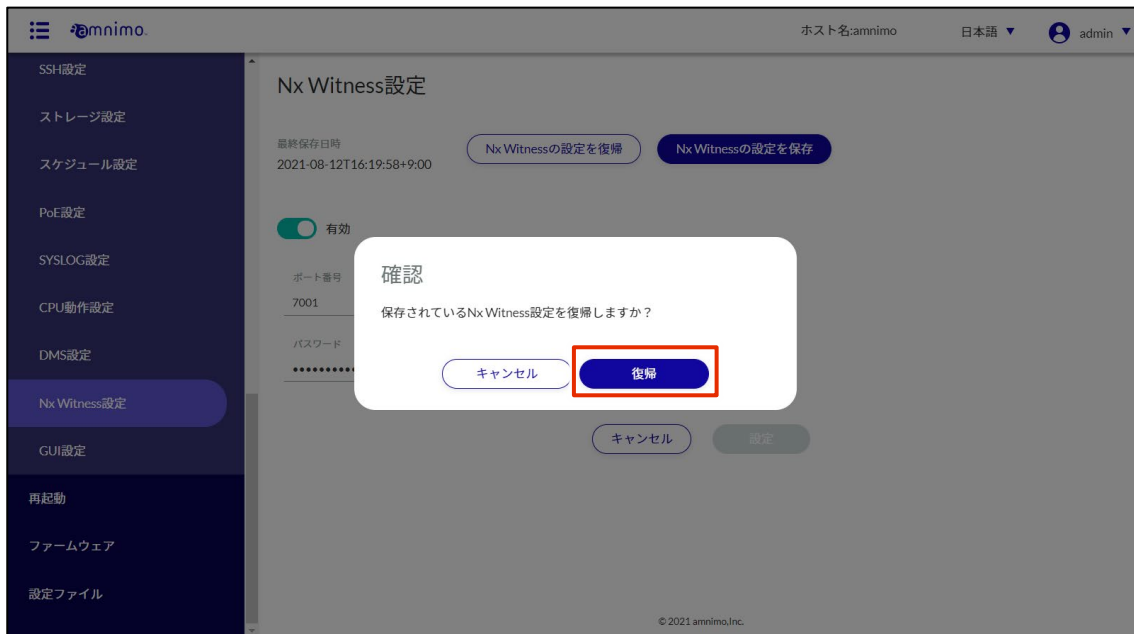 amnimo.
ホスト名:amnimo
日本語 ▼
admin ▼
SSH設定
ストレージ設定
スケジュール設定
PoE設定
SYSLOG設定
CPU動作設定
DMS設定
Nx Witness設定
GUI設定
再起動
ファームウェア
設定ファイル
Nx Witness設定
最終保存日時
2021-08-12T16:19:58+9:00
Nx Witnessの設定を復帰
Nx Witnessの設定を保存
有効
ポート番号
7001
パスワード
確認
保存されているNx Witness設定を復帰しますか？
キャンセル
復帰
キャンセル
設定
© 2021 amnimo,Inc.